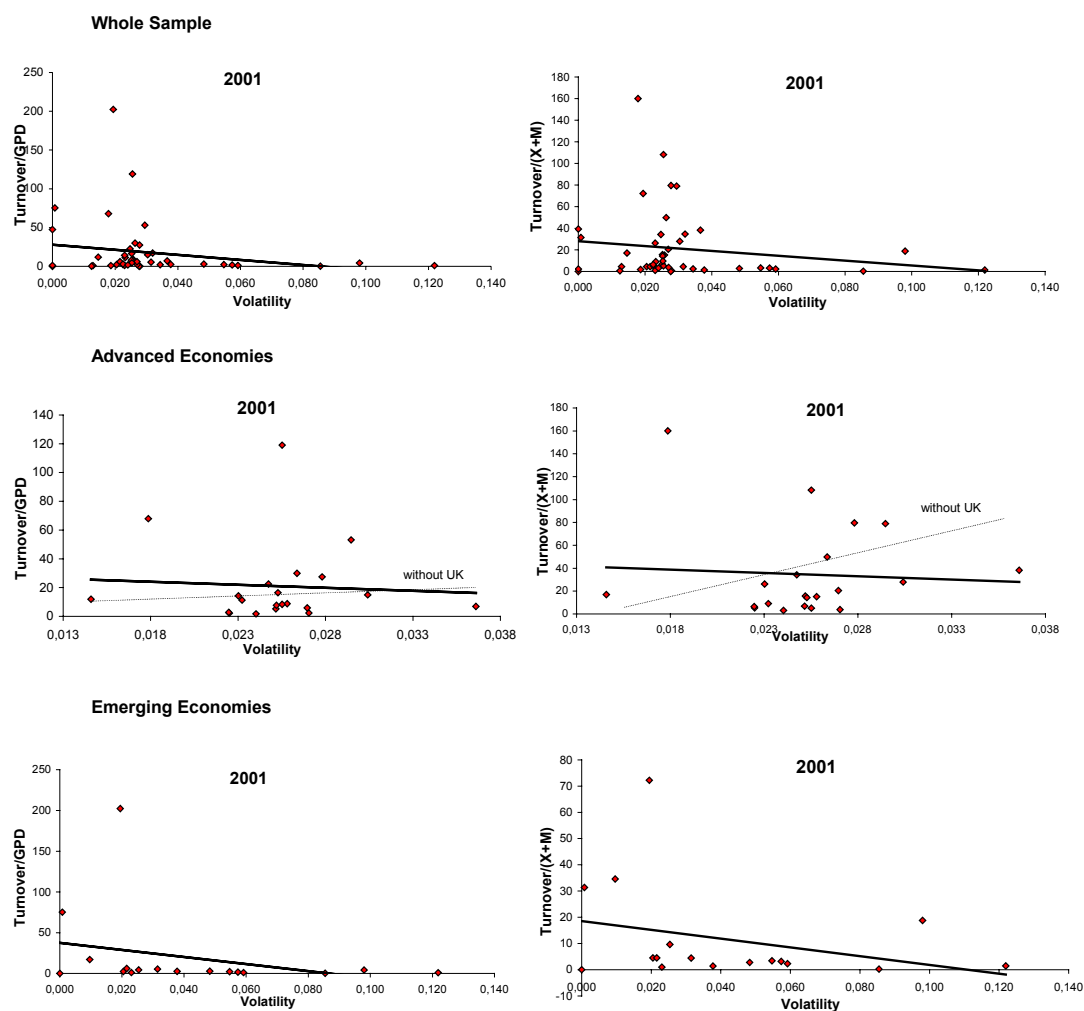 Whole Sample
2001
Turnover/GPD
250
200
150
100
50
0
0,000 0,020 0,040 0,060 0,080 0,100 0,120 0,140
Volatility
2001
Turnover/(X+M)
180
160
140
120
100
80
60
40
20
0
0,000 0,020 0,040 0,060 0,080 0,100 0,120 0,140
Volatility
Advanced Economies
2001
Turnover/GPD
140
120
100
80
60
40
20
0
without UK
0,013 0,018 0,023 0,028 0,033 0,038
Volatility
2001
Turnover/(X+M)
180
160
140
120
100
80
60
40
20
0
without UK
0,013 0,018 0,023 0,028 0,033 0,038
Volatility
Emerging Economies
2001
Turnover/GPD
250
200
150
100
50
0
0,000 0,020 0,040 0,060 0,080 0,100 0,120 0,140
Volatility
2001
Turnover/(X+M)
80
70
60
50
40
30
20
10
0
-10
0,000 0,020 0,040 0,060 0,080 0,100 0,120 0,140
Volatility